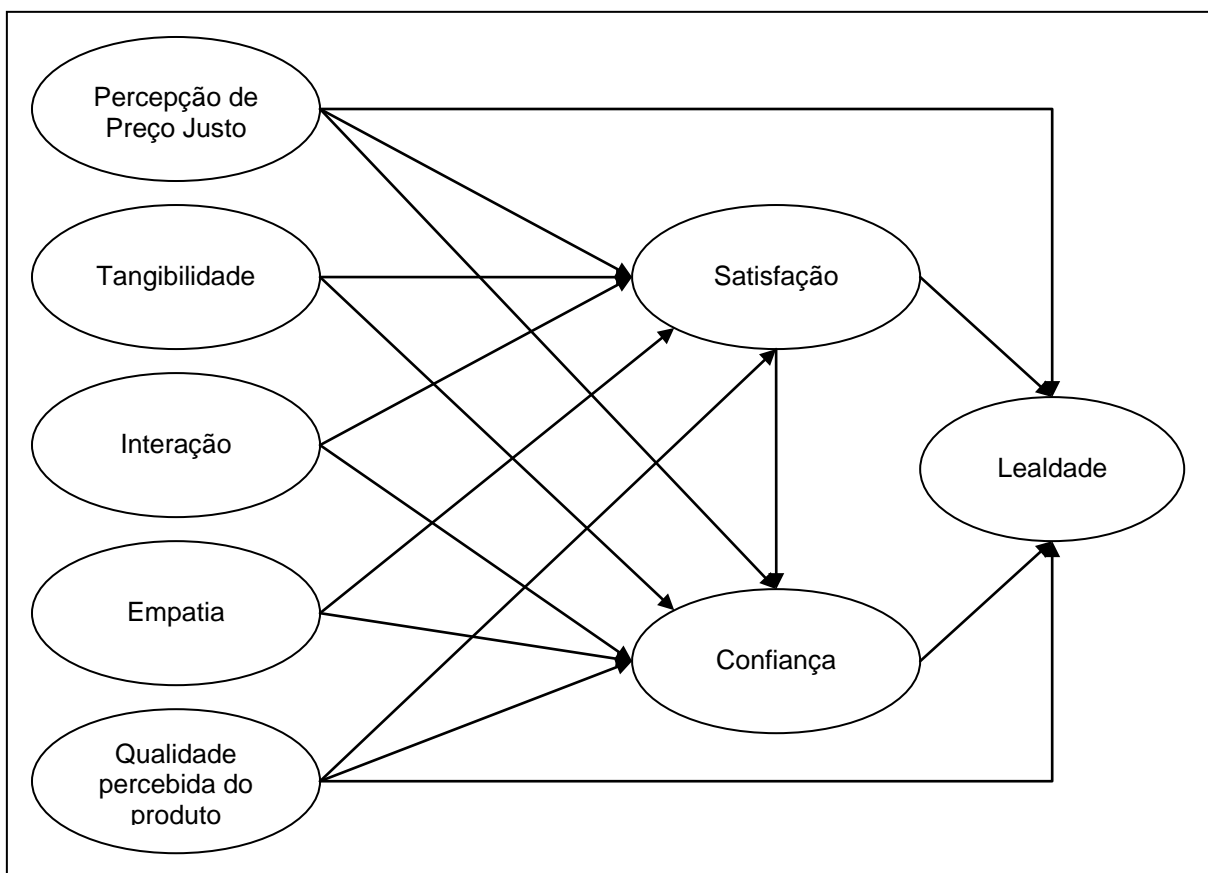 Percepção de
Preço Justo
Tangibilidade
Satisfação
Interação
Lealdade
Empatia
Confiança
Qualidade
percebida do
produto